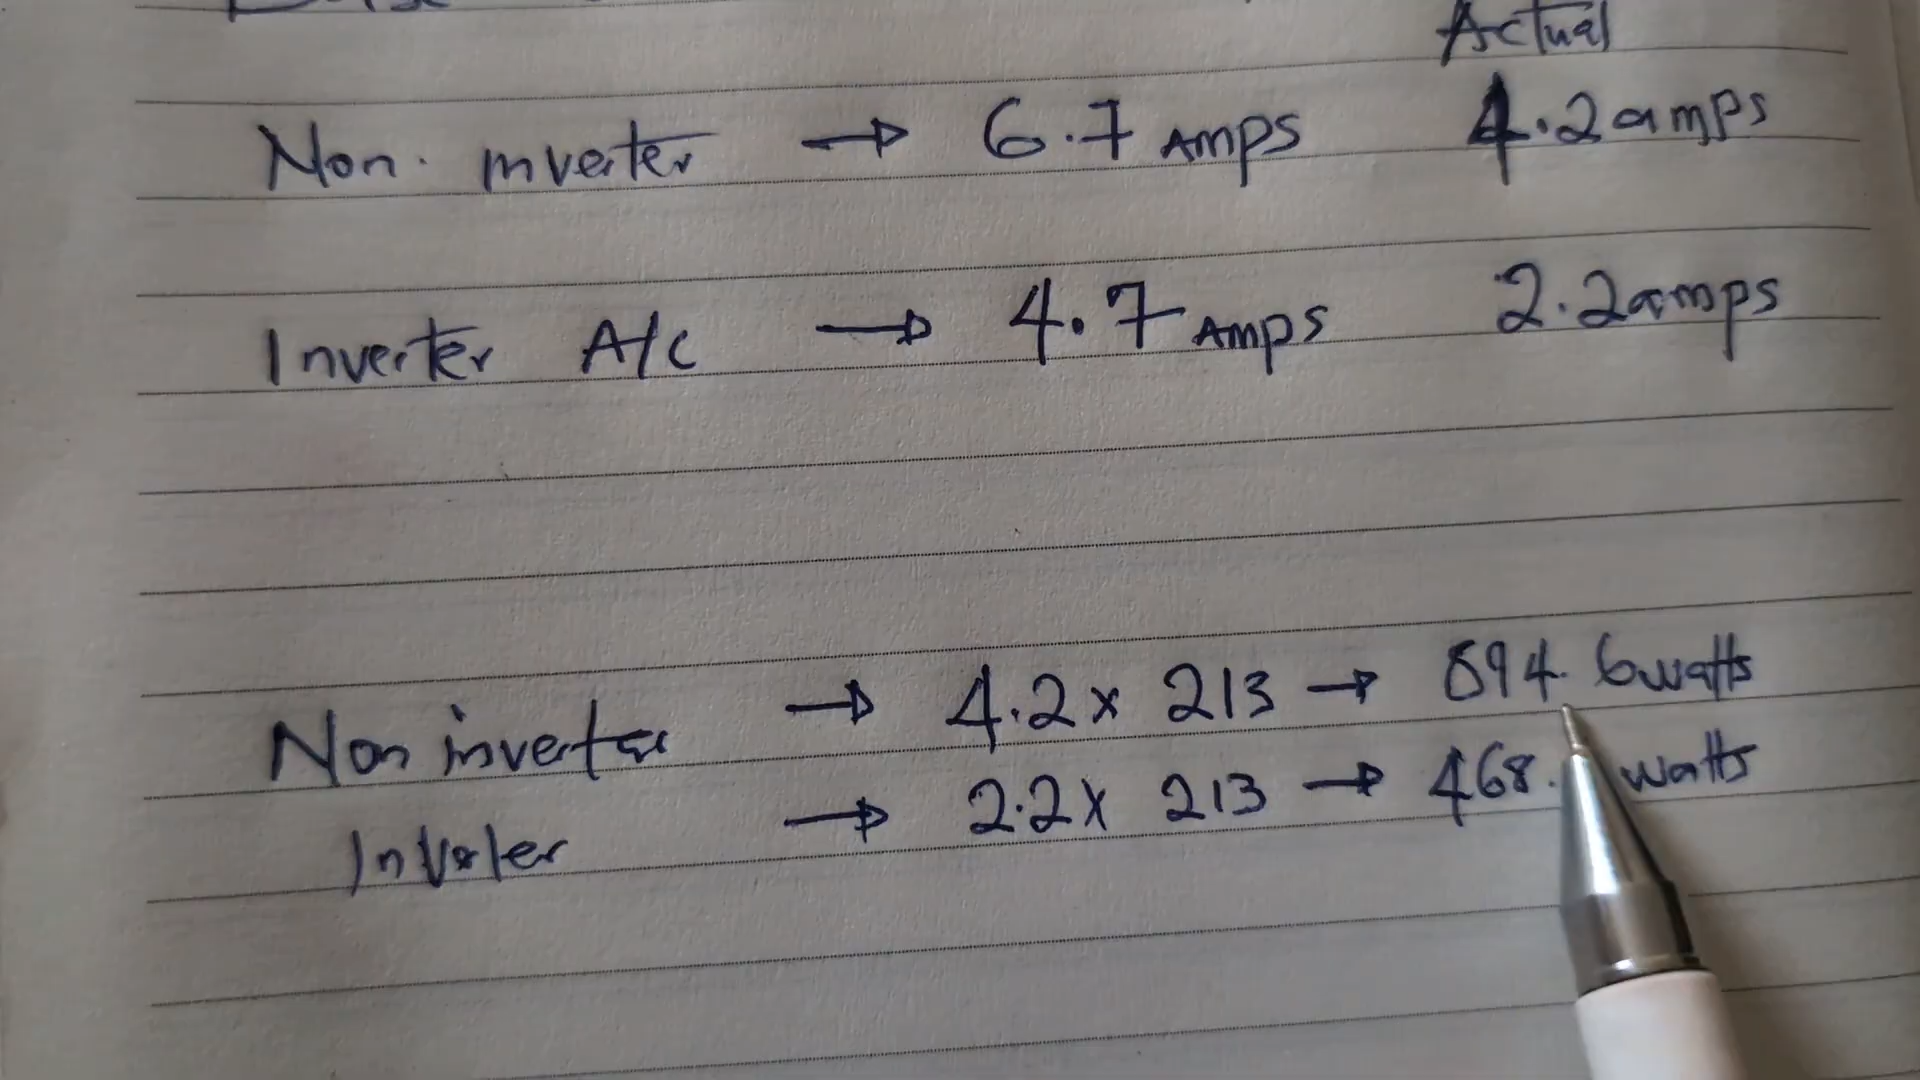 Actual
Non. inverter → 6.7 Amps 4.2 amps
Inverter A/C → 4.7 Amps 2.2 amps
Non inverter → 4.2 x 213 → 894.6 watts
Inverter → 2.2 x 213 → 468. watts